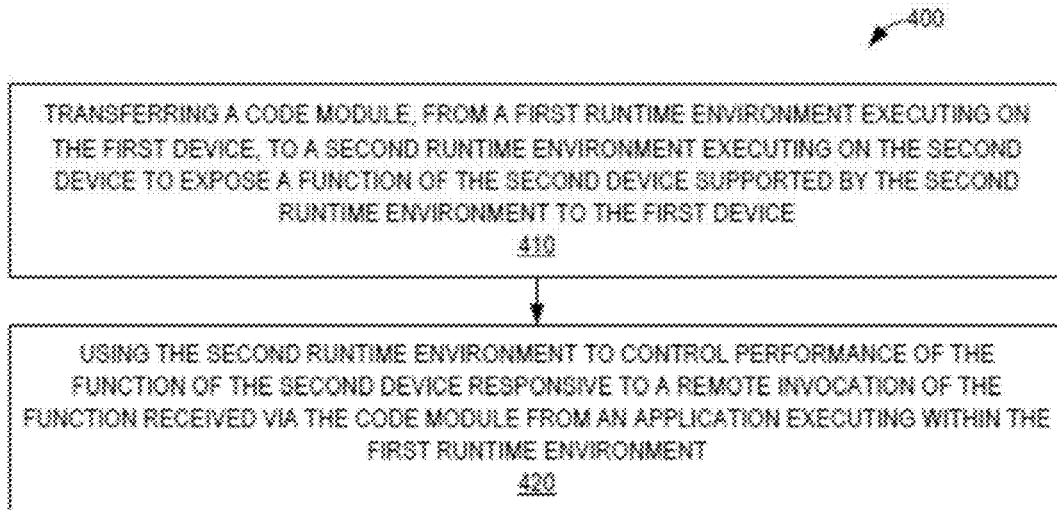 400
TRANSFERRING A CODE MODULE, FROM A FIRST RUNTIME ENVIRONMENT EXECUTING ON
THE FIRST DEVICE, TO A SECOND RUNTIME ENVIRONMENT EXECUTING ON THE SECOND
DEVICE TO EXPOSE A FUNCTION OF THE SECOND DEVICE SUPPORTED BY THE SECOND
RUNTIME ENVIRONMENT TO THE FIRST DEVICE
410
USING THE SECOND RUNTIME ENVIRONMENT TO CONTROL PERFORMANCE OF THE
FUNCTION OF THE SECOND DEVICE RESPONSIVE TO A REMOTE INVOCATION OF THE
FUNCTION RECEIVED VIA THE CODE MODULE FROM AN APPLICATION EXECUTING WITHIN THE
FIRST RUNTIME ENVIRONMENT
420